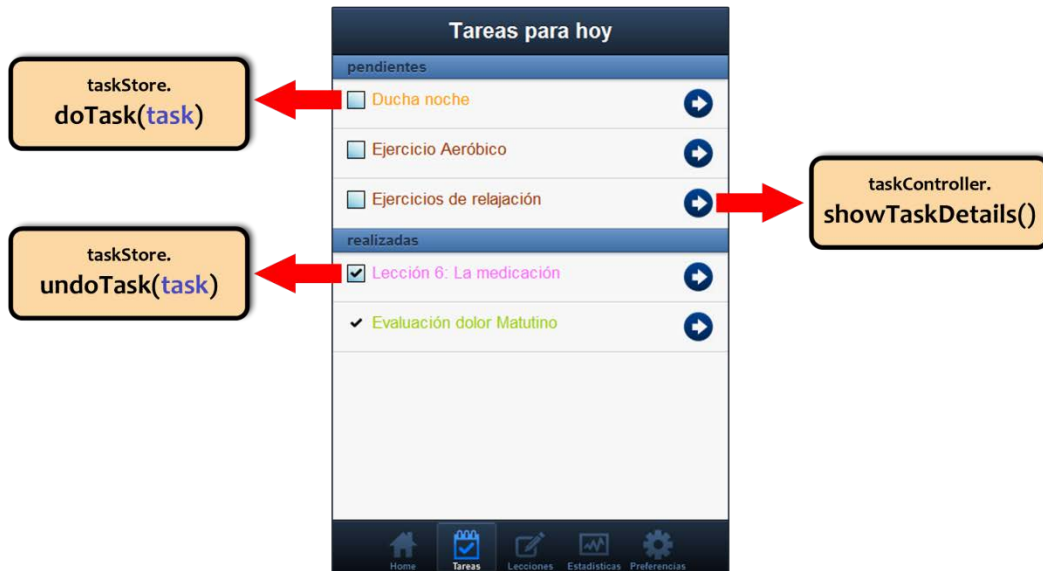 Tareas para hoy
pendientes
taskStore.
doTask(task)
Ducha noche
Ejercicio Aeróbico
Ejercicios de relajación
taskController.
showTaskDetails()
realizadas
taskStore.
undoTask(task)
Lección 6: La medicación
Evaluación dolor Matutino
Home Tareas Lecciones Estadísticas Preferencias